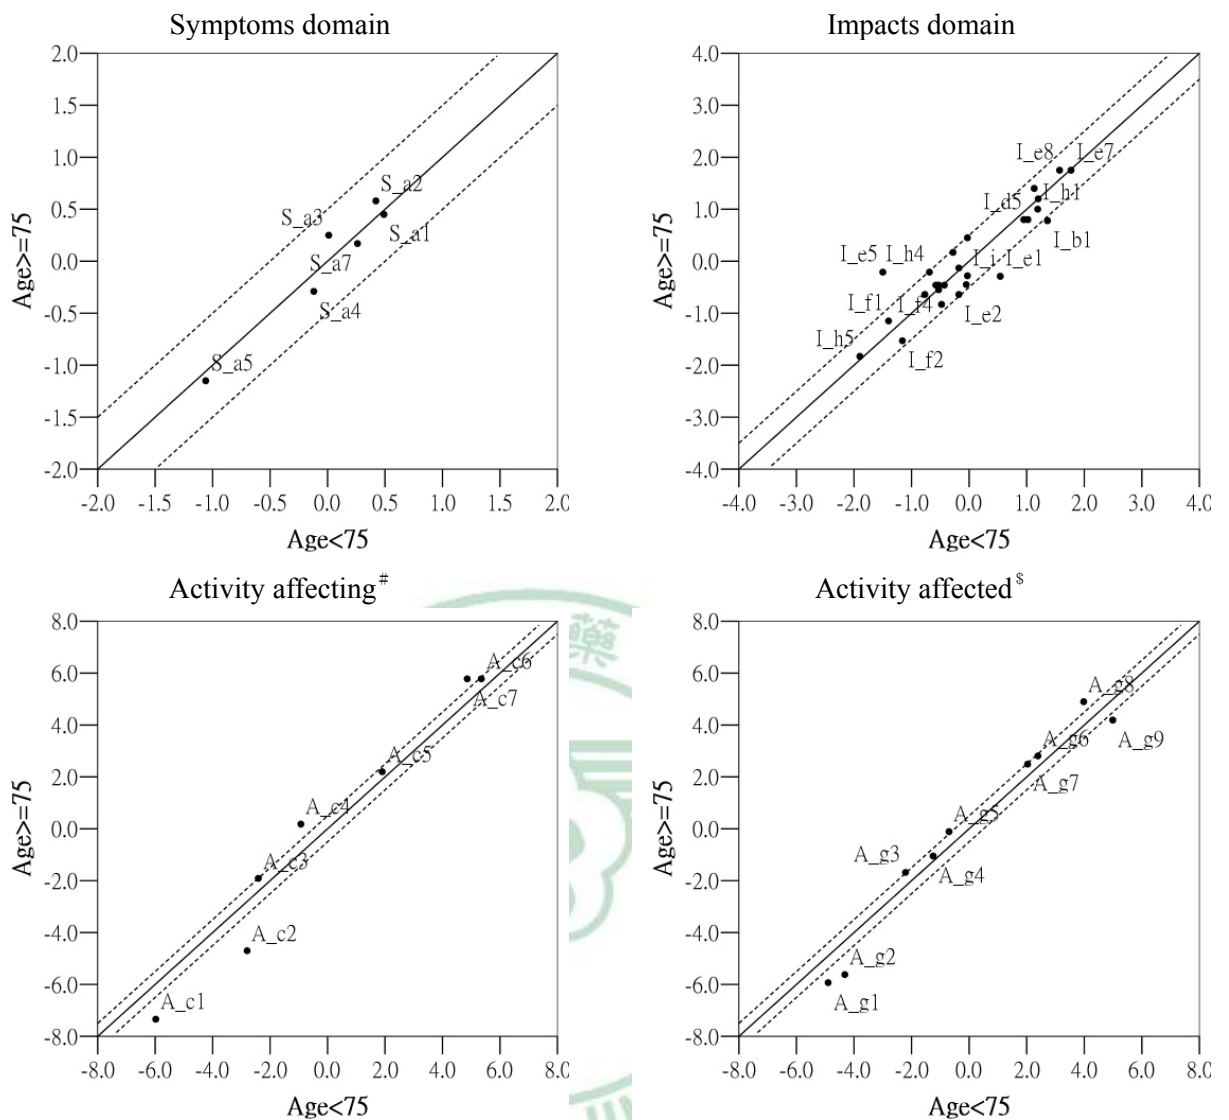 Symptoms domain
2.0
1.5
1.0
0.5
0.0
-0.5
-1.0
-1.5
-2.0
Age>=75
S_a2
S_a3
S_a1
S_a7
S_a4
S_a5
-2.0 -1.5 -1.0 -0.5 0.0 0.5 1.0 1.5 2.0
Age<75
Impacts domain
4.0
3.0
2.0
1.0
0.0
-1.0
-2.0
-3.0
-4.0
Age>=75
I_e8 I_e7
I_d5 I_h1
I_b1
I_e5 I_h4 I_i I_e1
I_f1 I_f4 I_e2
I_h5 I_f2
-4.0 -3.0 -2.0 -1.0 0.0 1.0 2.0 3.0 4.0
Age<75
Activity affecting#
8.0
6.0
4.0
2.0
0.0
-2.0
-4.0
-6.0
-8.0
Age>=75
A_c6
A_c7
A_c5
A_c4
A_c3
A_c2
A_c1
-8.0 -6.0 -4.0 -2.0 0.0 2.0 4.0 6.0 8.0
Age<75
藥
Activity affected$
8.0
6.0
4.0
2.0
0.0
-2.0
-4.0
-6.0
-8.0
Age>=75
A_g8
A_g6 A_g9
A_g7
A_g5
A_g3
A_g4
A_g2
A_g1
-8.0 -6.0 -4.0 -2.0 0.0 2.0 4.0 6.0 8.0
Age<75